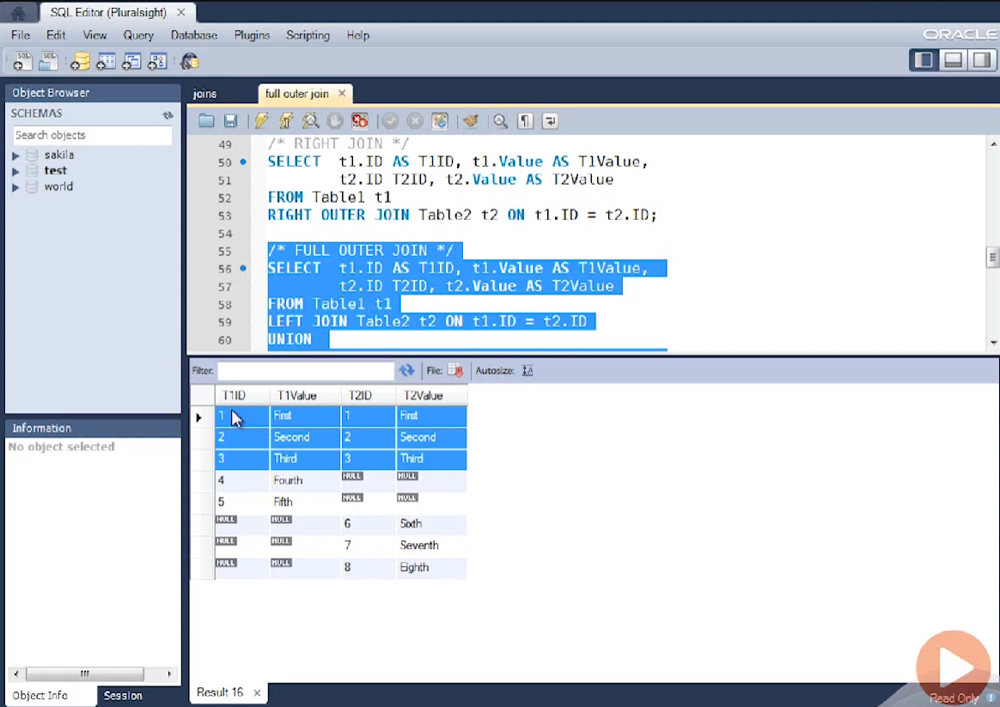 SQL Editor (Pluralsight) ×
File Edit View Query Database Plugins Scripting Help
ORACLE
SQL SQL
Object Browser
SCHEMAS
Search objects
sakila
test
world
Information
No object selected
Object Info Session
joins full outer join ×
49 /* RIGHT JOIN */
50 SELECT t1.ID AS T1ID, t1.Value AS T1Value,
51 t2.ID T2ID, t2.Value AS T2Value
52 FROM Table1 t1
53 RIGHT OUTER JOIN Table2 t2 ON t1.ID = t2.ID;
54
55 /* FULL OUTER JOIN */
56 SELECT t1.ID AS T1ID, t1.Value AS T1Value,
57 t2.ID T2ID, t2.Value AS T2Value
58 FROM Table1 t1
59 LEFT JOIN Table2 t2 ON t1.ID = t2.ID
60 UNION
Filter: File: Autosize:
T1ID T1Value T2ID T2Value
1 First 1 First
2 Second 2 Second
3 Third 3 Third
4 Fourth NULL NULL
5 Fifth NULL NULL
NULL NULL 6 Sixth
NULL NULL 7 Seventh
NULL NULL 8 Eighth
Result 16 ×
Read Only